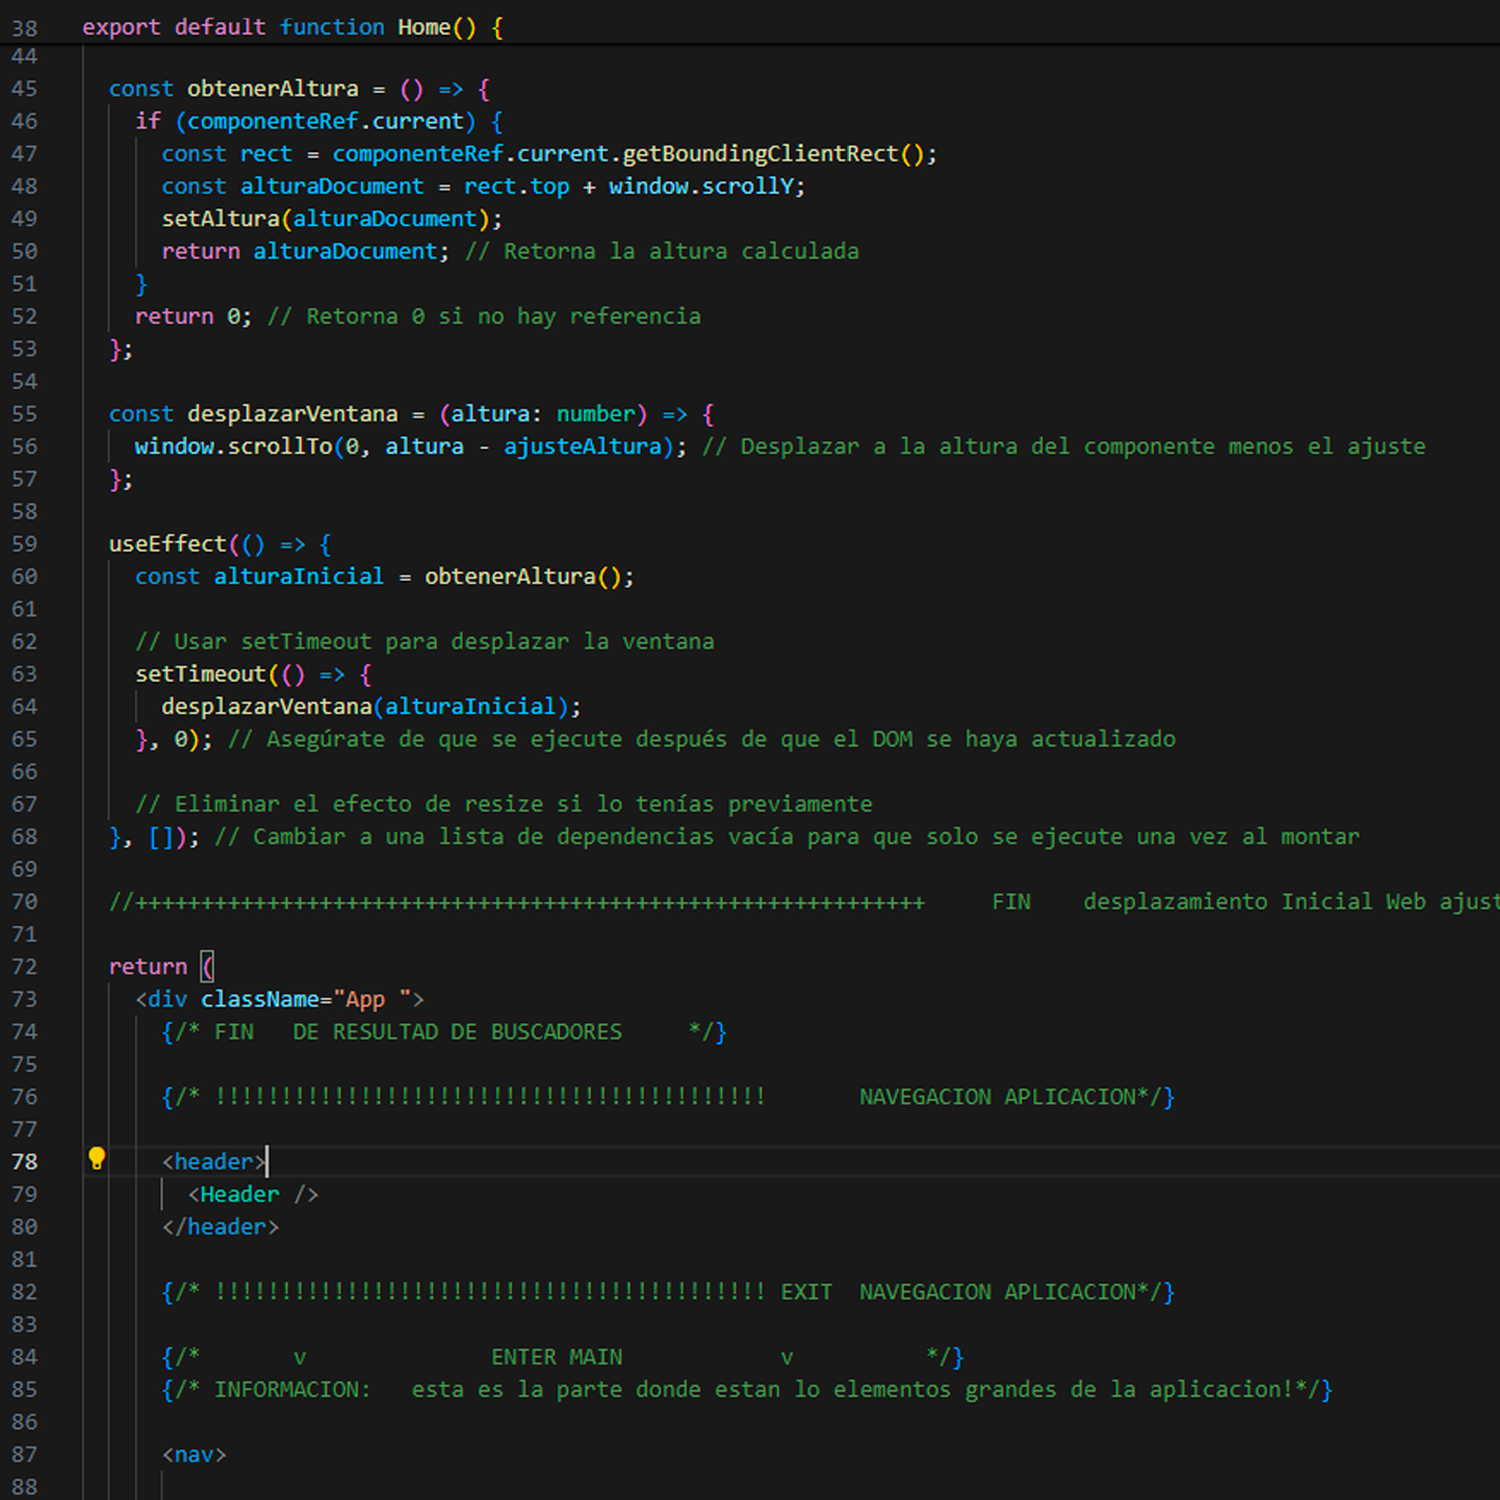 38 export default function Home() {
44
45 const obtenerAltura = () => {
46 if (componenteRef.current) {
47 const rect = componenteRef.current.getBoundingClientRect();
48 const alturaDocument = rect.top + window.scrollY;
49 setAltura(alturaDocument);
50 return alturaDocument; // Retorna la altura calculada
51 }
52 return 0; // Retorna 0 si no hay referencia
53 };
54
55 const desplazarVentana = (altura: number) => {
56 window.scrollTo(0, altura - ajusteAltura); // Desplazar a la altura del componente menos el ajuste
57 };
58
59 useEffect(() => {
60 const alturaInicial = obtenerAltura();
61
62 // Usar setTimeout para desplazar la ventana
63 setTimeout(() => {
64 desplazarVentana(alturaInicial);
65 }, 0); // Asegúrate de que se ejecute después de que el DOM se haya actualizado
66
67 // Eliminar el efecto de resize si lo tenías previamente
68 }, []); // Cambiar a una lista de dependencias vacía para que solo se ejecute una vez al montar
69
70 //++++++++++++++++++++++++++++++++++++++++++++++++++++++++++++ FIN desplazamiento Inicial Web ajust
71
72 return (
73 <div className="App ">
74 {/* FIN DE RESULTAD DE BUSCADORES */}
75
76 {/* !!!!!!!!!!!!!!!!!!!!!!!!!!!!!!!!!!!!!!!!!! NAVEGACION APLICACION*/}
77
78 <header>
79 <Header />
80 </header>
81
82 {/* !!!!!!!!!!!!!!!!!!!!!!!!!!!!!!!!!!!!!!!!!! EXIT NAVEGACION APLICACION*/}
83
84 {/* v ENTER MAIN v */}
85 {/* INFORMACION: esta es la parte donde estan lo elementos grandes de la aplicacion!*/}
86
87 <nav>
88